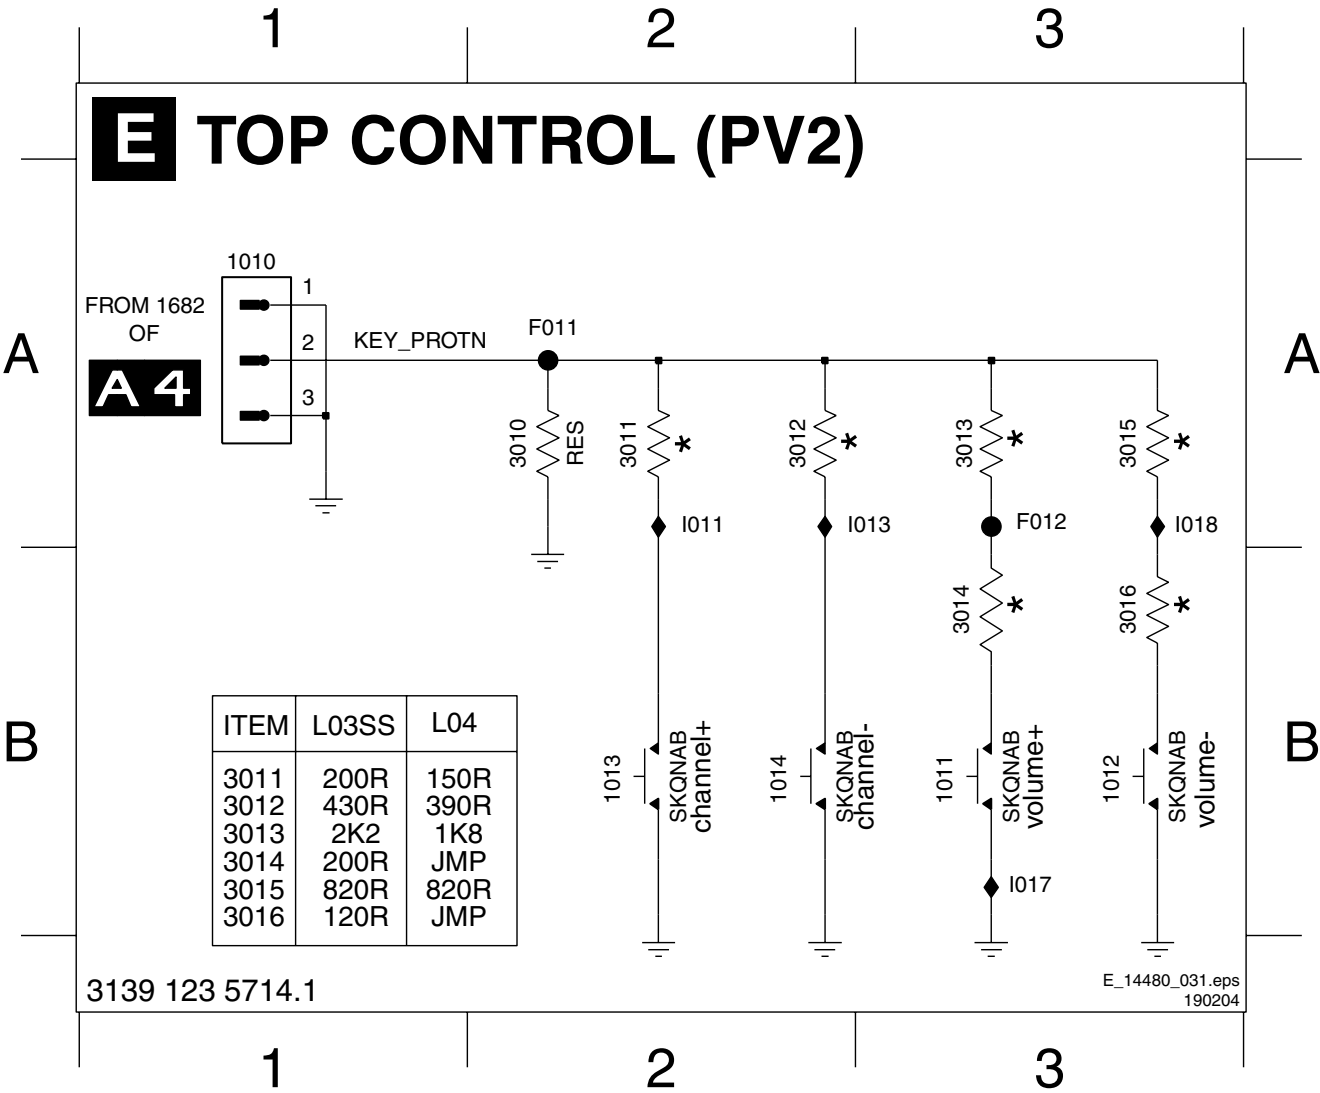 1 2 3
E TOP CONTROL (PV2)
1010
FROM 1682
OF
A 4
1
2
3
KEY_PROTN
F011
A
A
3010
RES
3011
*
3012
*
3013
*
3015
*
I011
I013
F012
I018
3014
*
3016
*
B
B
1013
SKQNAB
channel+
1014
SKQNAB
channel-
1011
SKQNAB
volume+
1012
SKQNAB
volume-
I017
ITEM L03SS L04
3011 200R 150R
3012 430R 390R
3013 2K2 1K8
3014 200R JMP
3015 820R 820R
3016 120R JMP
3139 123 5714.1
E_14480_031.eps
190204
1 2 3